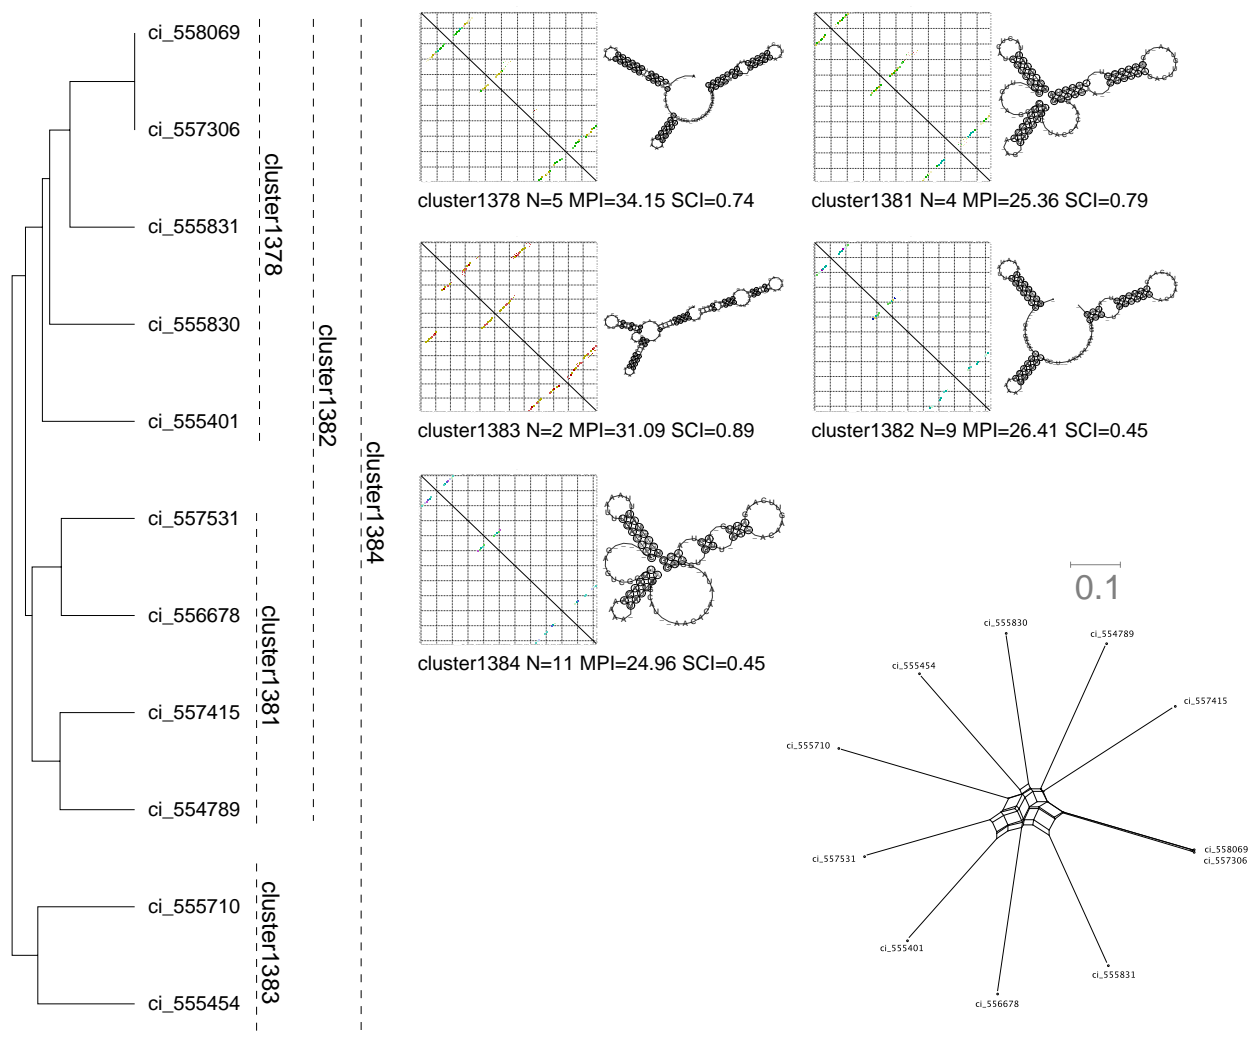 ci_558069
ci_557306
ci_555831
ci_555830
ci_555401
ci_557531
ci_556678
ci_557415
ci_554789
ci_555710
ci_555454
cluster1378
cluster1381
cluster1383
cluster1382
cluster1384
cluster1378 N=5 MPI=34.15 SCI=0.74
cluster1381 N=4 MPI=25.36 SCI=0.79
cluster1383 N=2 MPI=31.09 SCI=0.89
cluster1382 N=9 MPI=26.41 SCI=0.45
cluster1384 N=11 MPI=24.96 SCI=0.45
0.1
ci_555830
ci_554789
ci_555454
ci_557415
ci_555710
ci_558069
ci_557306
ci_557531
ci_555401
ci_555831
ci_556678